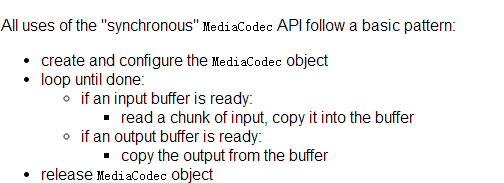 All uses of the "synchronous" MediaCodec API follow a basic pattern:
• create and configure the MediaCodec object
• loop until done:
◦ if an input buffer is ready:
▪ read a chunk of input, copy it into the buffer
◦ if an output buffer is ready:
▪ copy the output from the buffer
• release MediaCodec object